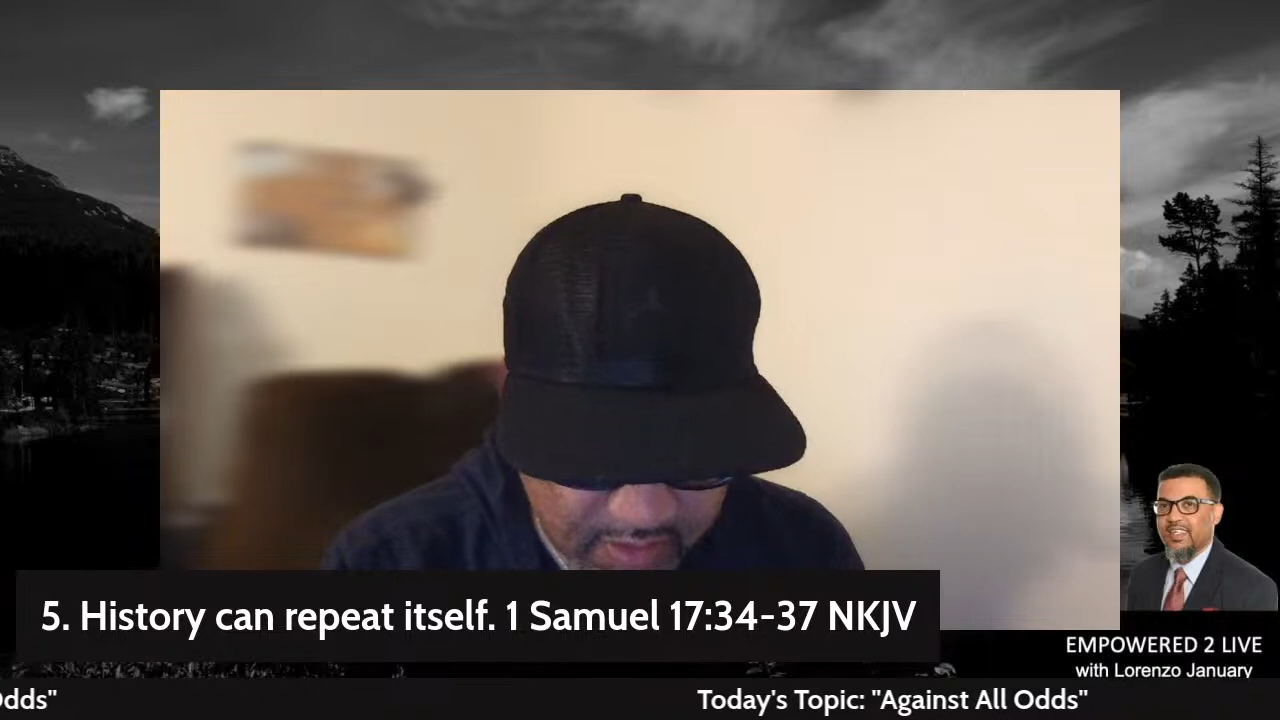 5. History can repeat itself. 1 Samuel 17:34-37 NKJV
EMPOWERED 2 LIVE
with Lorenzo January
Odds"
Today's Topic: "Against All Odds"